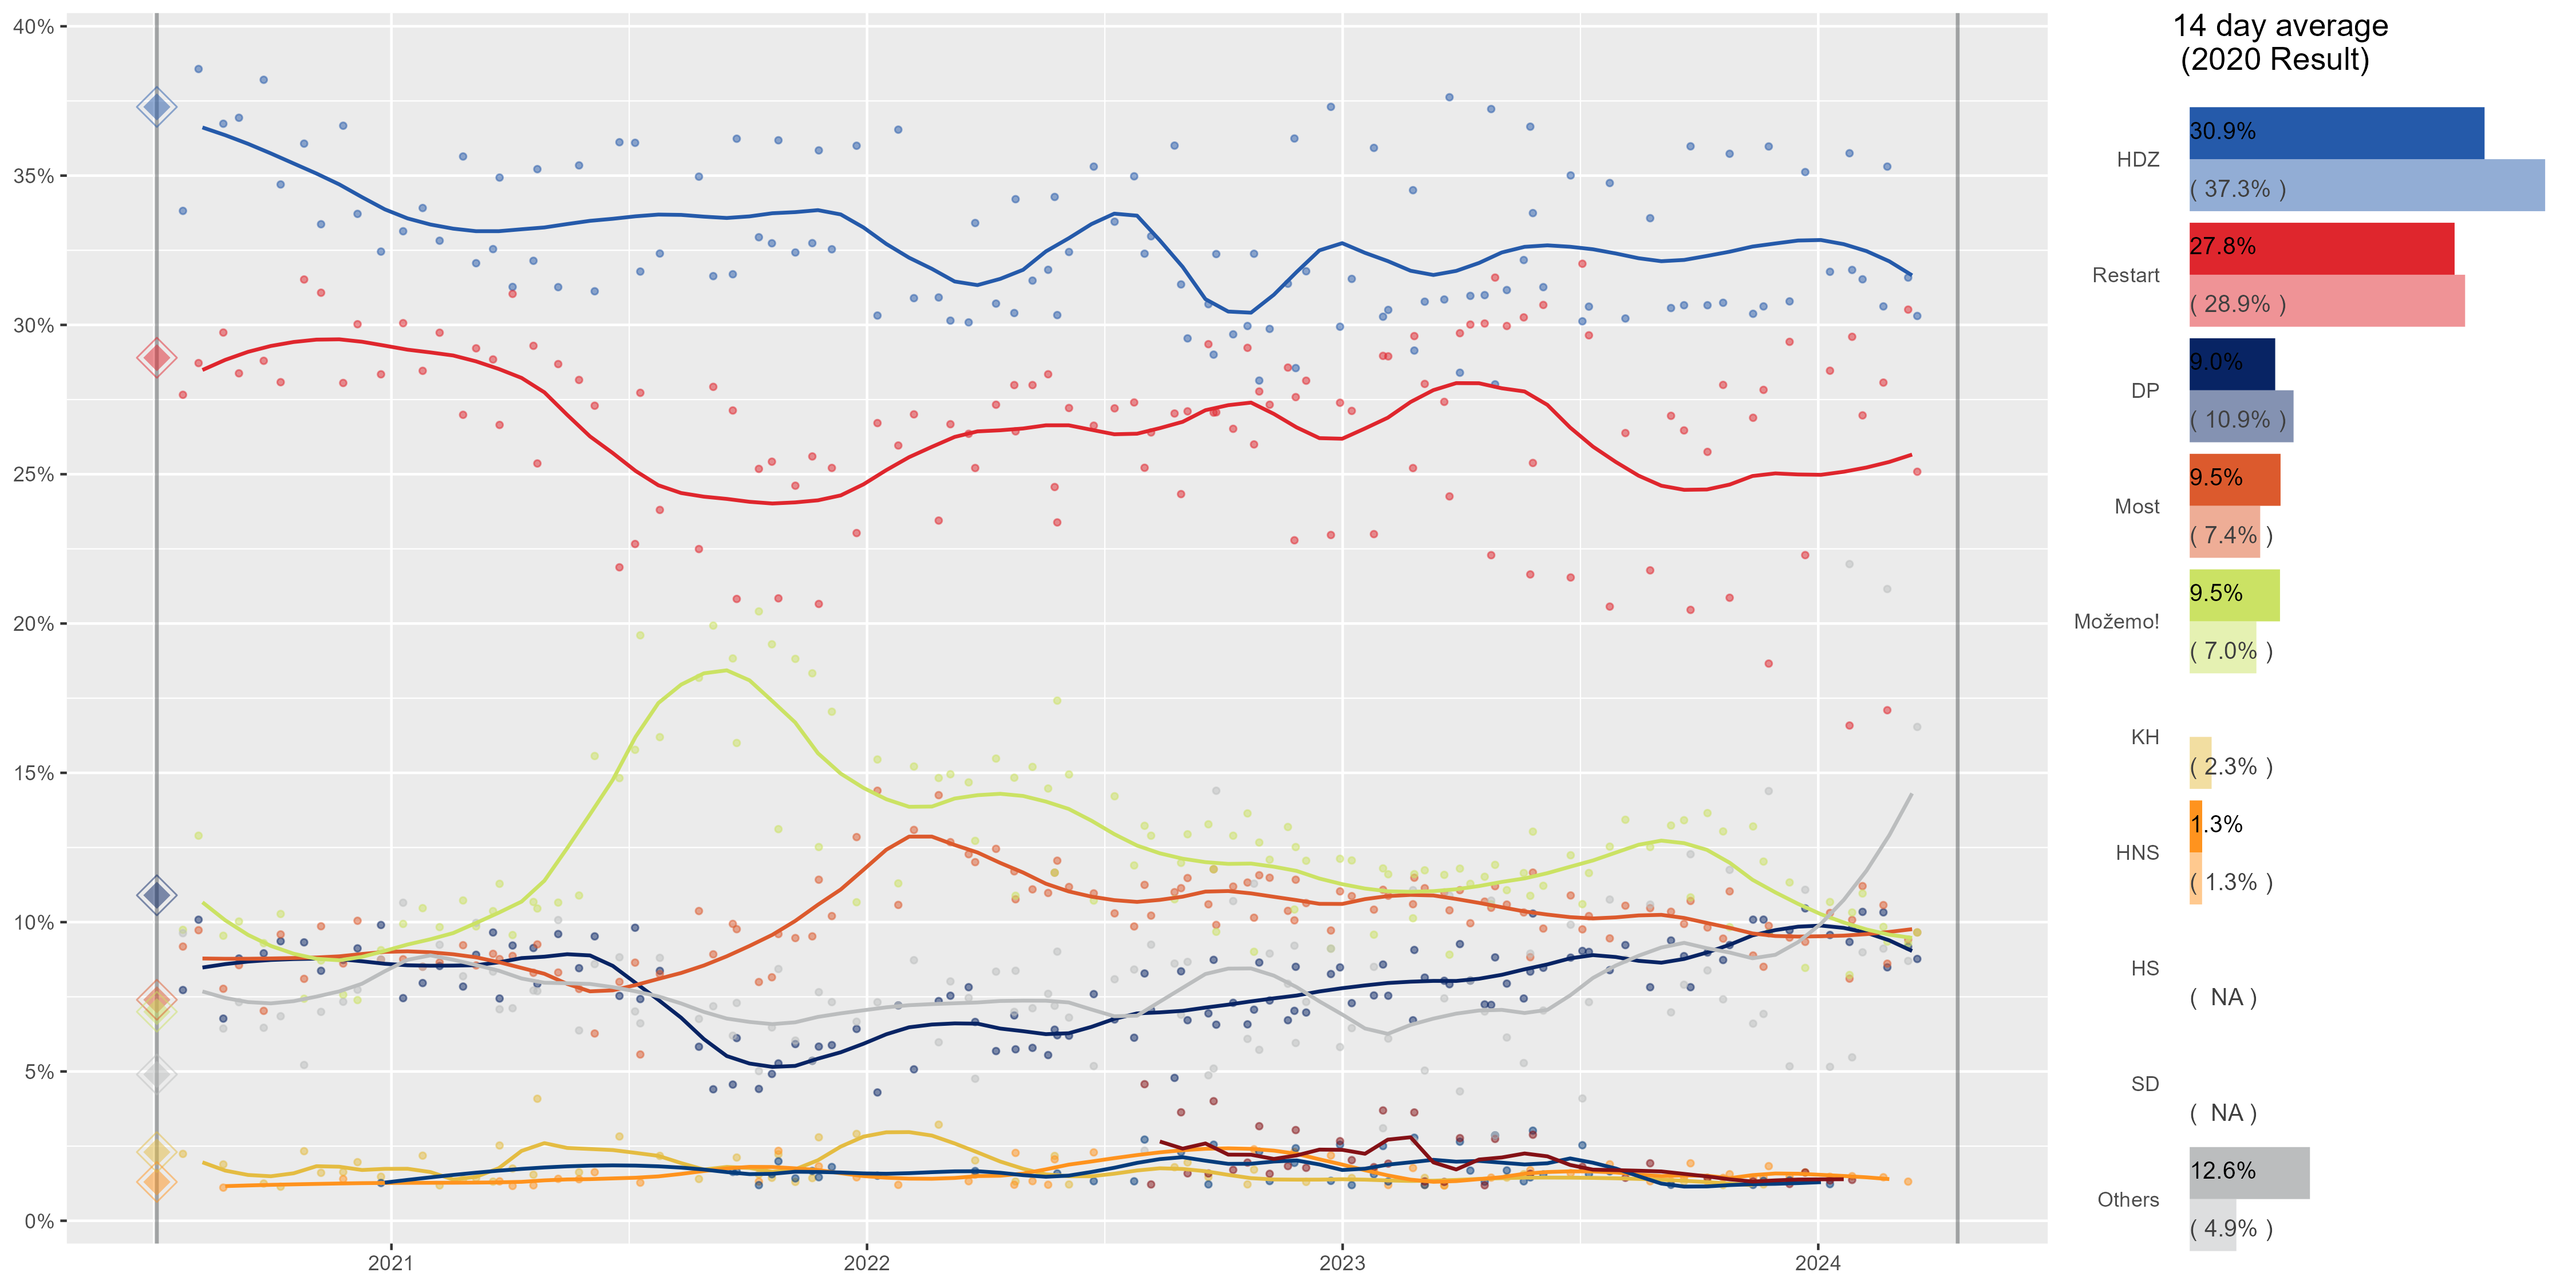 40%
35%
30%
25%
20%
15%
10%
5%
0%
2021
2022
2023
2024
14 day average
(2020 Result)
HDZ
30.9%
( 37.3% )
Restart
27.8%
( 28.9% )
DP
9.0%
( 10.9% )
Most
9.5%
( 7.4% )
Možemo!
9.5%
( 7.0% )
KH
( 2.3% )
HNS
1.3%
( 1.3% )
HS
( NA )
SD
( NA )
Others
12.6%
( 4.9% )